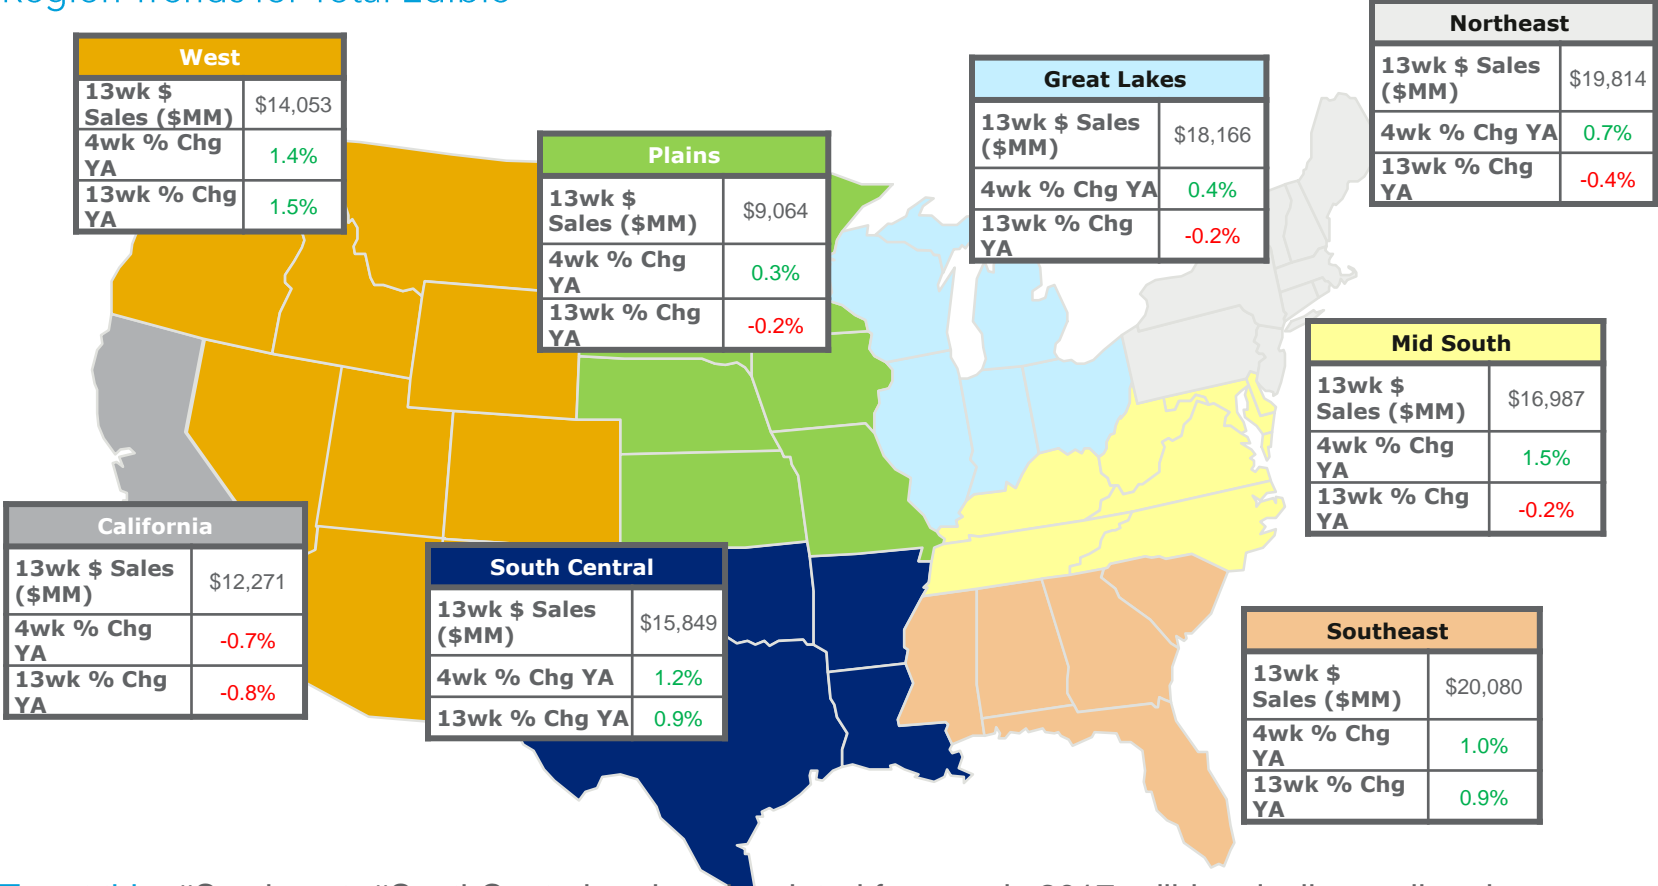 Region Trends for Total Edible
West
13wk $
Sales ($MM)
$14,053
4wk % Chg
YA
1.4%
13wk % Chg
YA
1.5%
Plains
13wk $
Sales ($MM)
$9,064
4wk % Chg
YA
0.3%
13wk % Chg
YA
-0.2%
Great Lakes
13wk $ Sales
($MM)
$18,166
4wk % Chg YA
0.4%
13wk % Chg
YA
-0.2%
Northeast
13wk $ Sales
($MM)
$19,814
4wk % Chg YA
0.7%
13wk % Chg
YA
-0.4%
Mid South
13wk $
Sales ($MM)
$16,987
4wk % Chg
YA
1.5%
13wk % Chg
YA
-0.2%
California
13wk $ Sales
($MM)
$12,271
4wk % Chg
YA
-0.7%
13wk % Chg
YA
-0.8%
South Central
13wk $ Sales
($MM)
$15,849
4wk % Chg YA
1.2%
13wk % Chg YA
0.9%
Southeast
13wk $
Sales ($MM)
$20,080
4wk % Chg
YA
1.0%
13wk % Chg
YA
0.9%